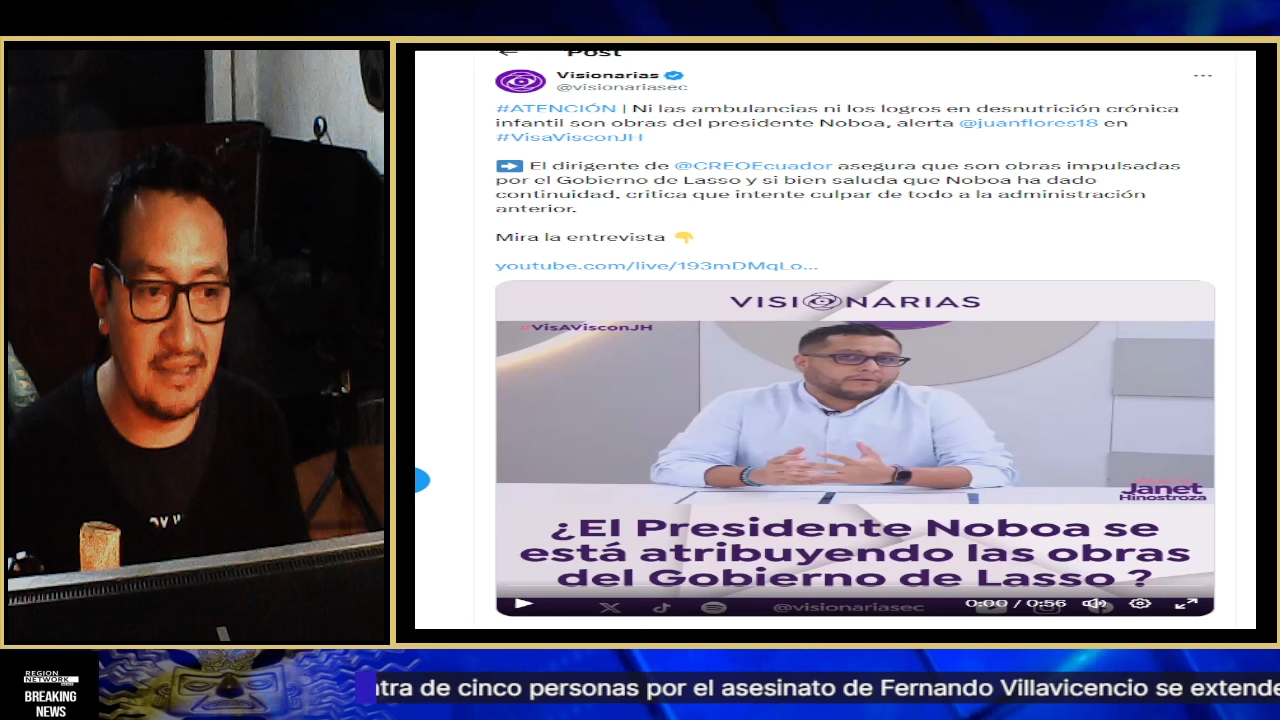 Post
Visionarias
@visionariasec
#ATENCIÓN | Ni las ambulancias ni los logros en desnutrición crónica
infantil son obras del presidente Noboa, alerta @juanflores18 en
#VisaVisconJH
El dirigente de @CREOEcuador asegura que son obras impulsadas
por el Gobierno de Lasso y si bien saluda que Noboa ha dado
continuidad, critica que intente culpar de todo a la administración
anterior.
Mira la entrevista
youtube.com/live/193mDMqLo...
VISIONARIAS
#VisAVisconJH
Janet
Hinostroza
¿El Presidente Noboa se
está atribuyendo las obras
del Gobierno de Lasso ?
0:00 / 0:56
@visionariasec
REGION
NETWORK
BREAKING
NEWS
ntra de cinco personas por el asesinato de Fernando Villavicencio se extende